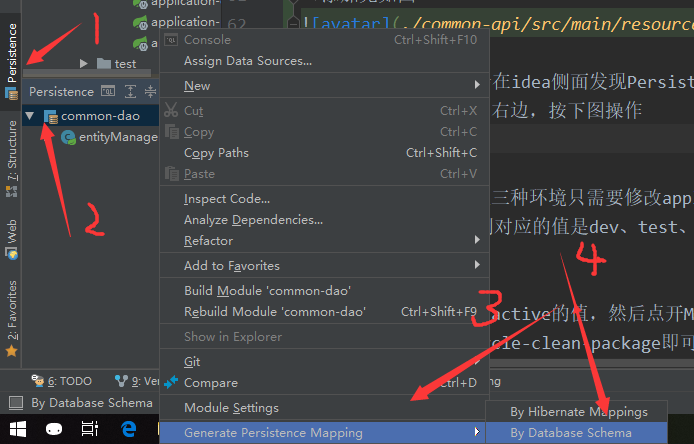 application-
application-
a
test
62
62
![avatar](./common-api/src/main/resourc
Persistence
Persistence
common-dao
entityManage
7: Structure
Web
2: Favorites
在idea侧面发现Persist
右边，按下图操作
三种环境只需要修改app
对应的值是dev、test、
active的值，然后点开M
cle-clean-package即可
Console Ctrl+Shift+F10
Assign Data Sources...
New
Cut Ctrl+X
Copy Ctrl+C
Copy Paths Ctrl+Shift+C
Paste Ctrl+V
Inspect Code...
Analyze Dependencies...
Refactor
Add to Favorites
Build Module 'common-dao'
Rebuild Module 'common-dao' Ctrl+Shift+F9
Show in Explorer
Git
Compare Ctrl+D
Module Settings
Generate Persistence Mapping
By Hibernate Mappings
By Database Schema
6: TODO
9: Ver
ng
By Database Schema
1
2
3
4